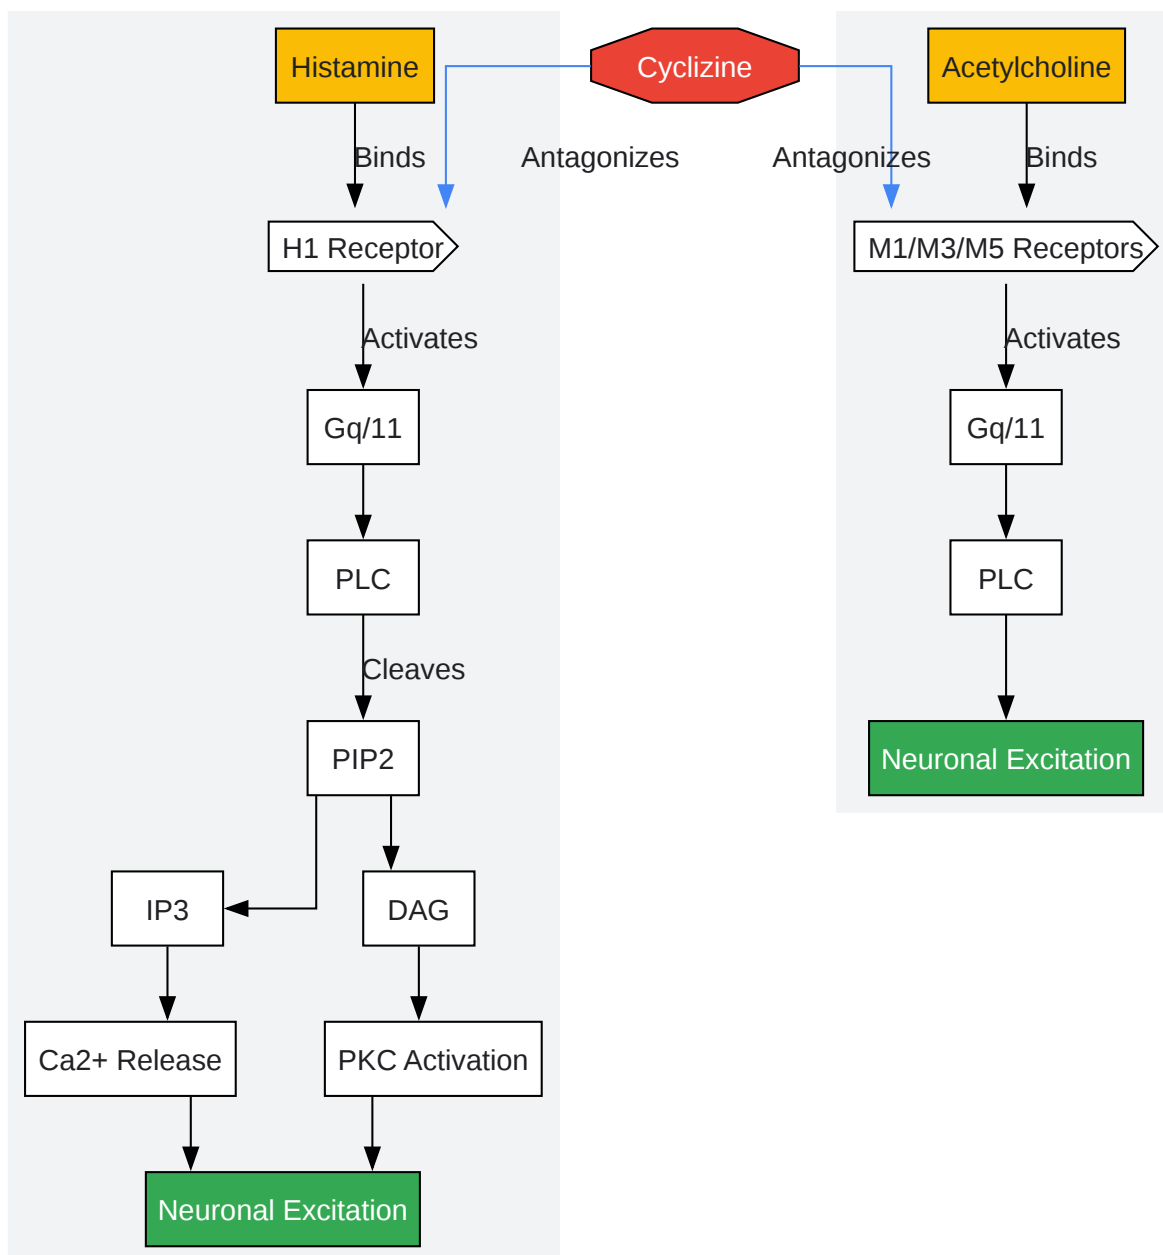 Histamine
Cyclizine
Acetylcholine
Binds
Antagonizes
Antagonizes
Binds
H1 Receptor
M1/M3/M5 Receptors
Activates
Activates
Gq/11
Gq/11
PLC
PLC
Cleaves
PIP2
Neuronal Excitation
IP3
DAG
Ca2+ Release
PKC Activation
Neuronal Excitation